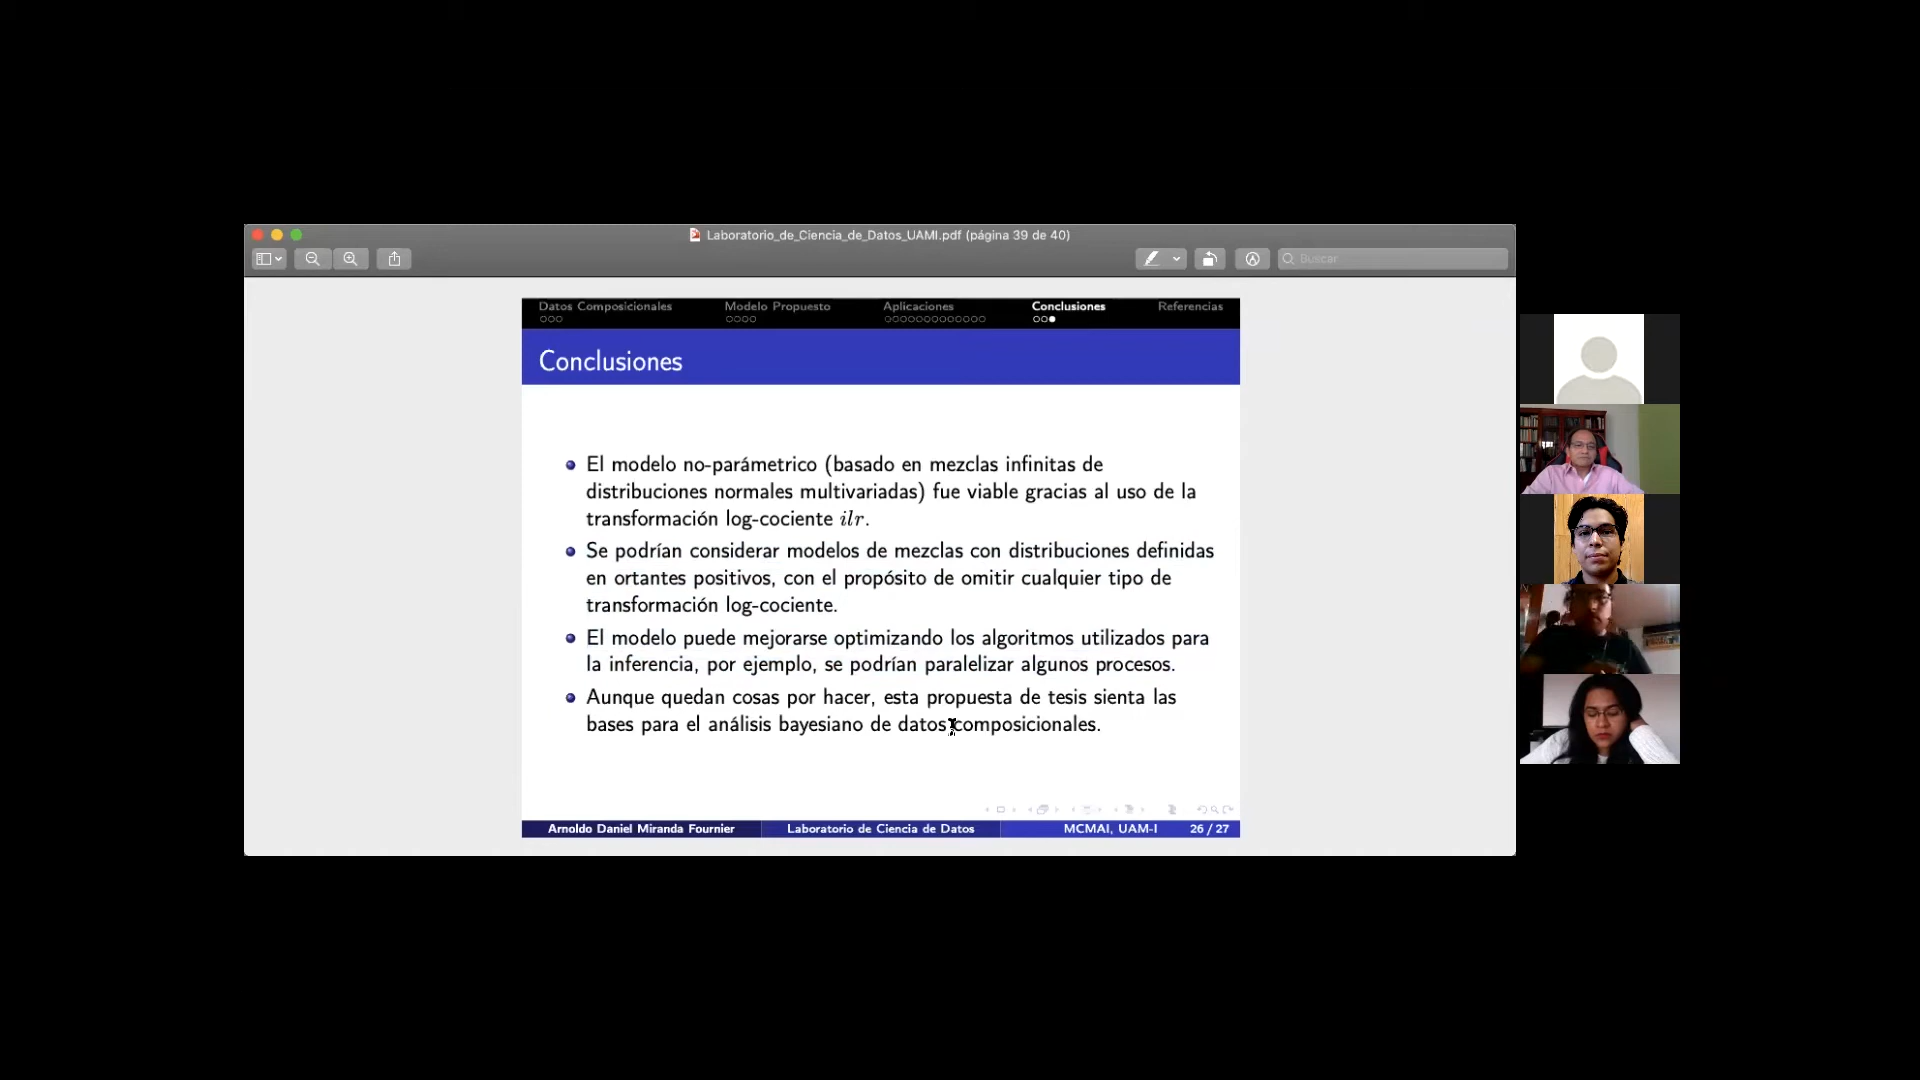 Laboratorio_de_Ciencia_de_Datos_UAMI.pdf (página 39 de 40)
Buscar
Datos Composicionales Modelo Propuesto Aplicaciones Conclusiones Referencias
Conclusiones
El modelo no-parámetrico (basado en mezclas infinitas de
distribuciones normales multivariadas) fue viable gracias al uso de la
transformación log-cociente ilr.
Se podrían considerar modelos de mezclas con distribuciones definidas
en ortantes positivos, con el propósito de omitir cualquier tipo de
transformación log-cociente.
El modelo puede mejorarse optimizando los algoritmos utilizados para
la inferencia, por ejemplo, se podrían paralelizar algunos procesos.
Aunque quedan cosas por hacer, esta propuesta de tesis sienta las
bases para el análisis bayesiano de datos composicionales.
Arnoldo Daniel Miranda Fournier Laboratorio de Ciencia de Datos MCMAI, UAM-I 26 / 27